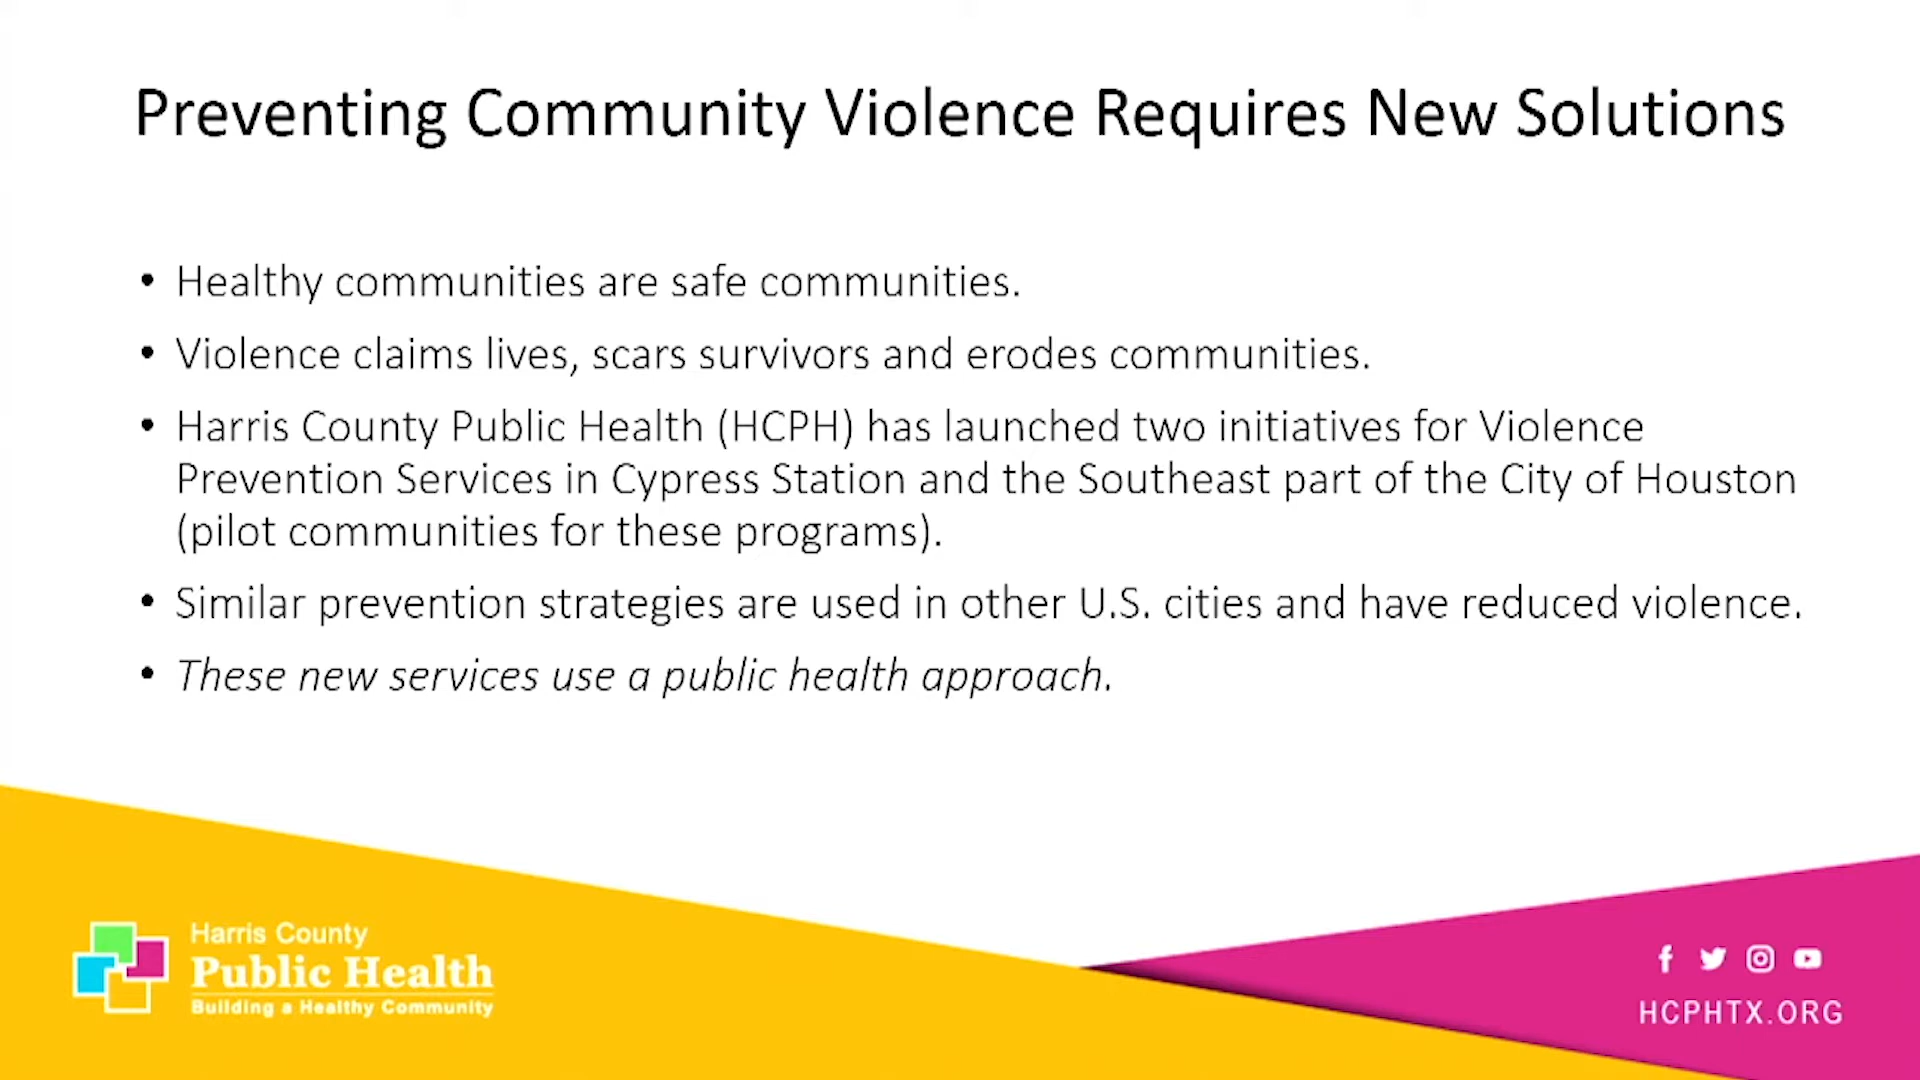 Preventing Community Violence Requires New Solutions
• Healthy communities are safe communities.
• Violence claims lives, scars survivors and erodes communities.
• Harris County Public Health (HCPH) has launched two initiatives for Violence
Prevention Services in Cypress Station and the Southeast part of the City of Houston
(pilot communities for these programs).
• Similar prevention strategies are used in other U.S. cities and have reduced violence.
• These new services use a public health approach.
Harris County
Public Health
Building a Healthy Community
HCPHTX.ORG